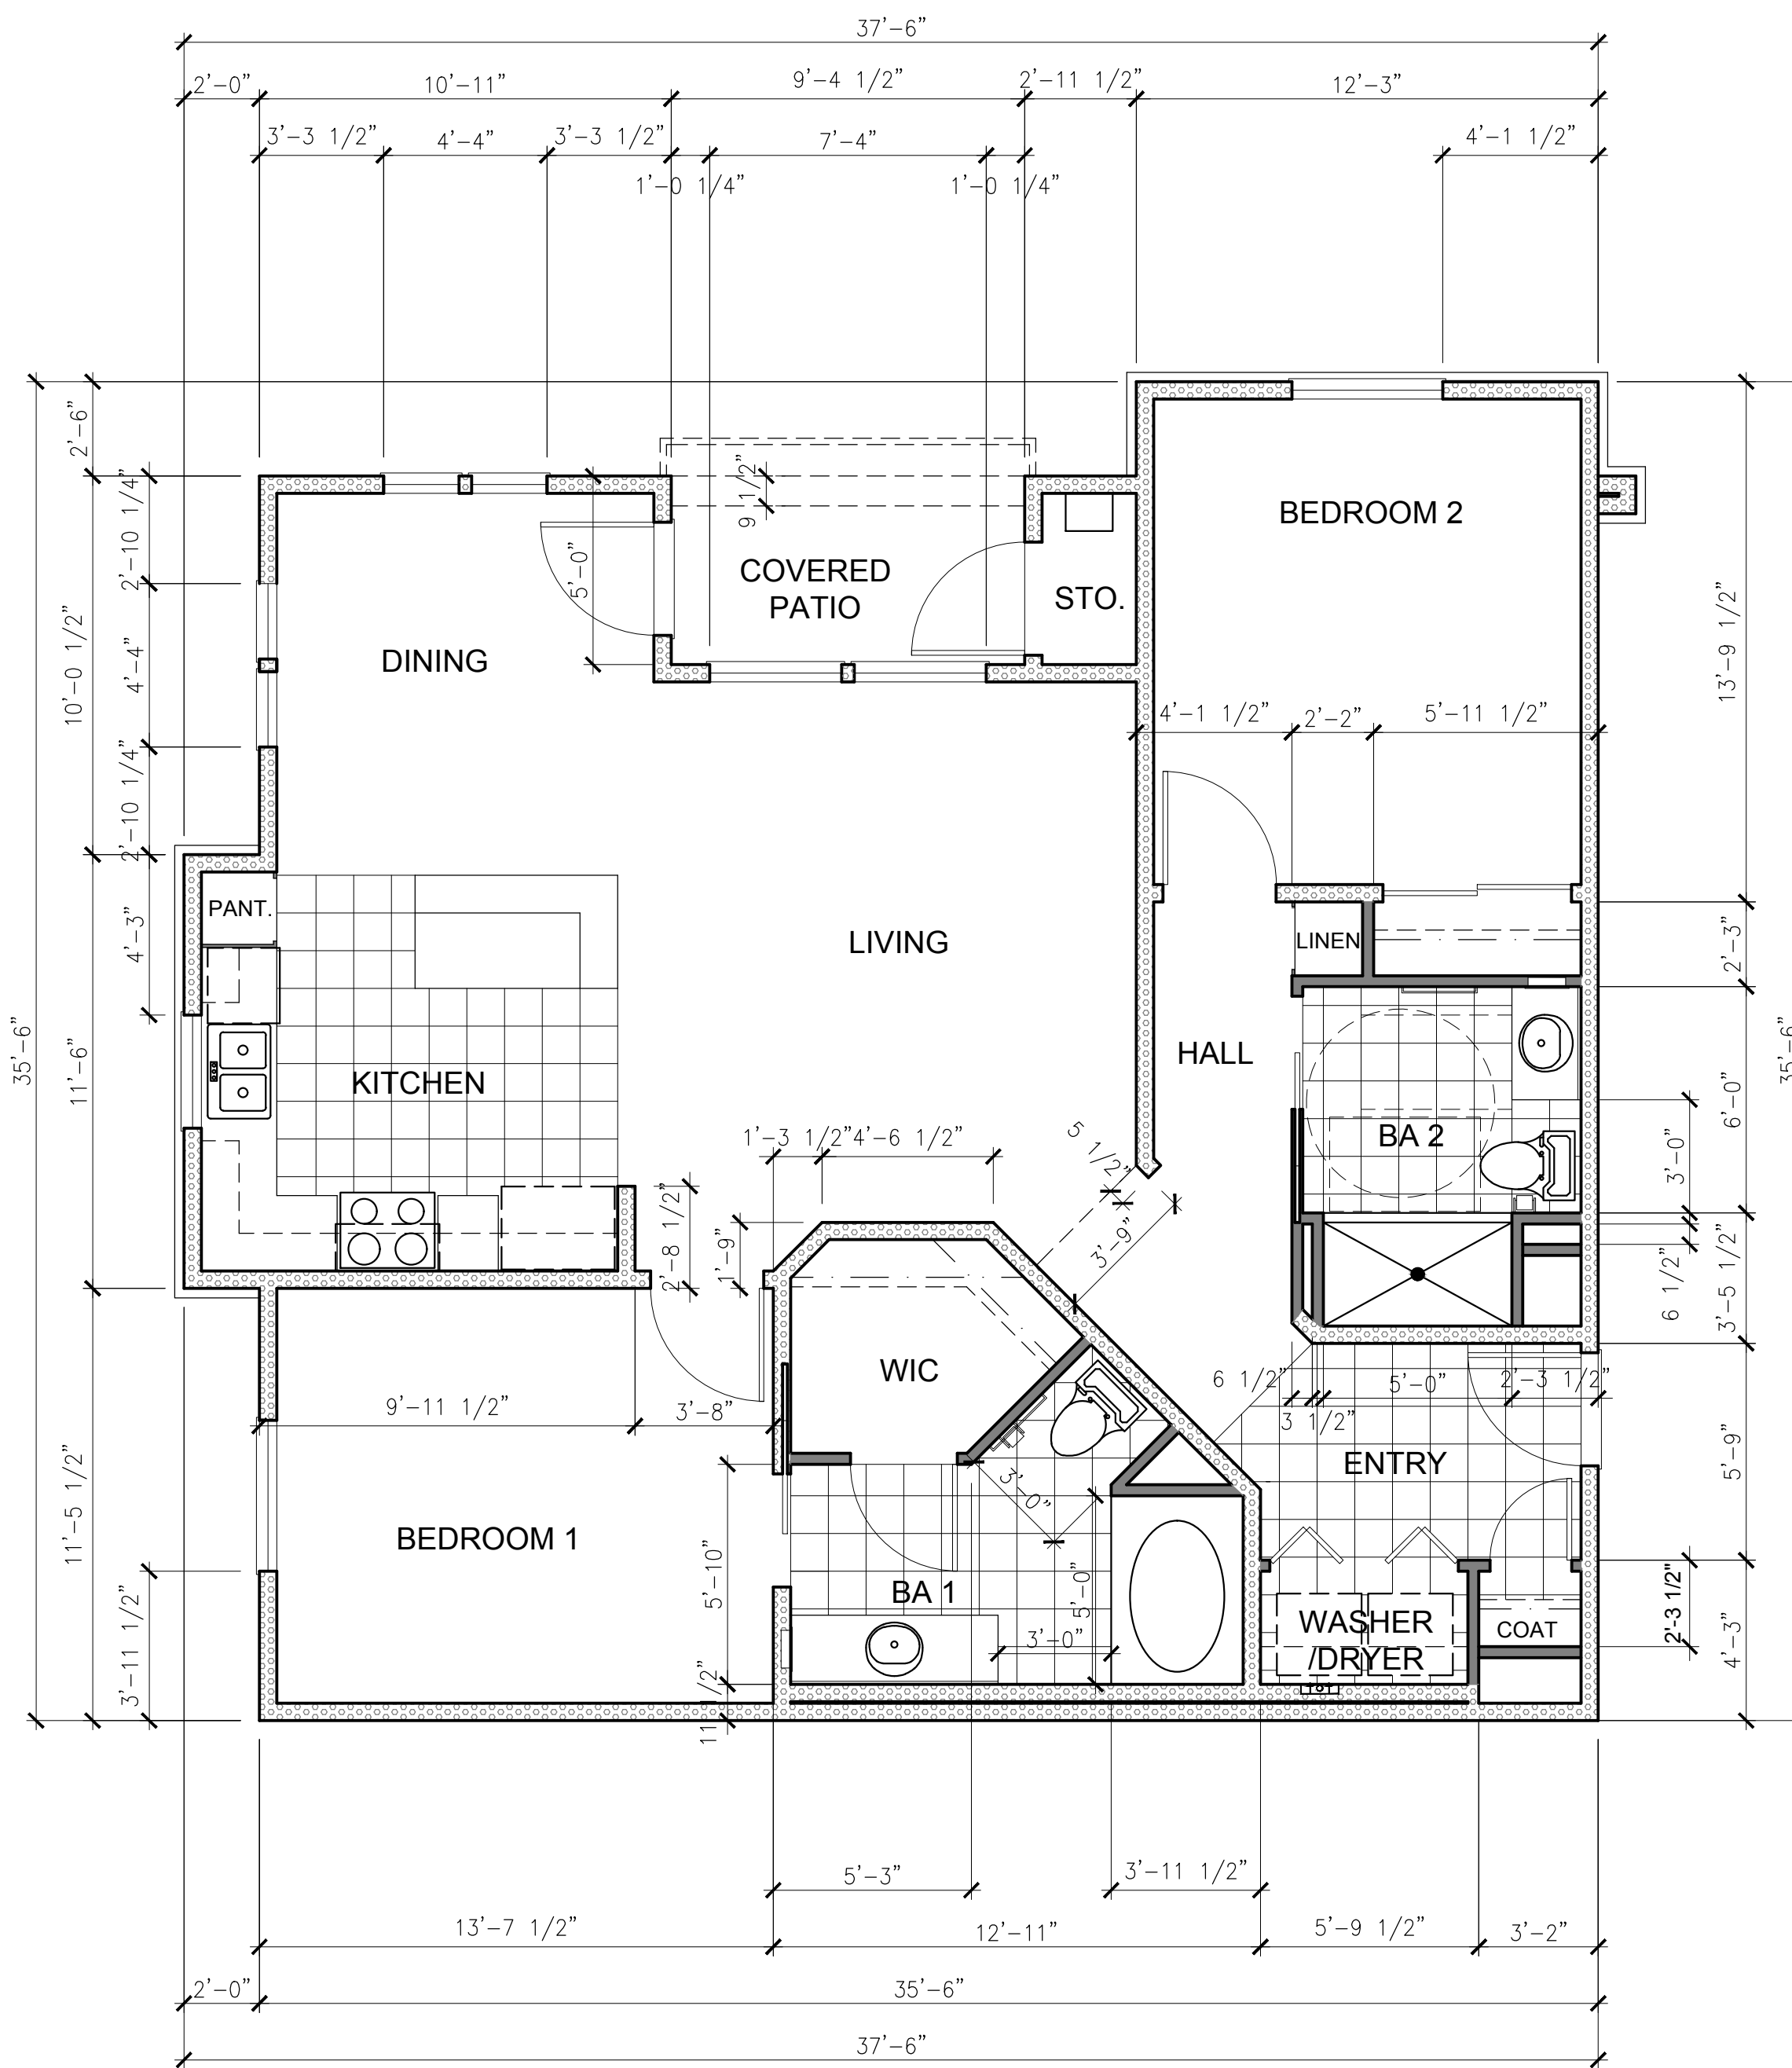 37'-6"
2'-0" 10'-11" 9'-4 1/2" 2'-11 1/2" 12'-3"
3'-3 1/2" 4'-4" 3'-3 1/2" 7'-4" 4'-1 1/2"
1'-0 1/4" 1'-0 1/4"
2'-6"
2'-10 1/4"
9 1/2"
BEDROOM 2
5'-0"
COVERED
PATIO
STO.
10'-0 1/2"
4'-4"
DINING
13'-9 1/2"
4'-1 1/2" 2'-2" 5'-11 1/2"
2'-10 1/4"
PANT.
4'-3"
LIVING
LINEN
2'-3"
35'-6"
11'-6"
KITCHEN
HALL
35'-6"
6'-0"
BA 2
3'-0"
1'-3 1/2" 4'-6 1/2"
5 1/2"
2'-8 1/2"
1'-9"
3'-9"
6 1/2"
3'-5 1/2"
WIC
9'-11 1/2" 3'-8"
6 1/2" 5'-0" 2'-3 1/2"
3 1/2"
ENTRY
5'-9"
3'-0"
11'-5 1/2"
BEDROOM 1
5'-10"
BA 1
5'-0"
3'-0"
3'-11 1/2"
WASHER
/DRYER
COAT
2'-3 1/2"
4'-3"
11 1/2"
5'-3" 3'-11 1/2"
13'-7 1/2" 12'-11" 5'-9 1/2" 3'-2"
2'-0" 35'-6"
37'-6"